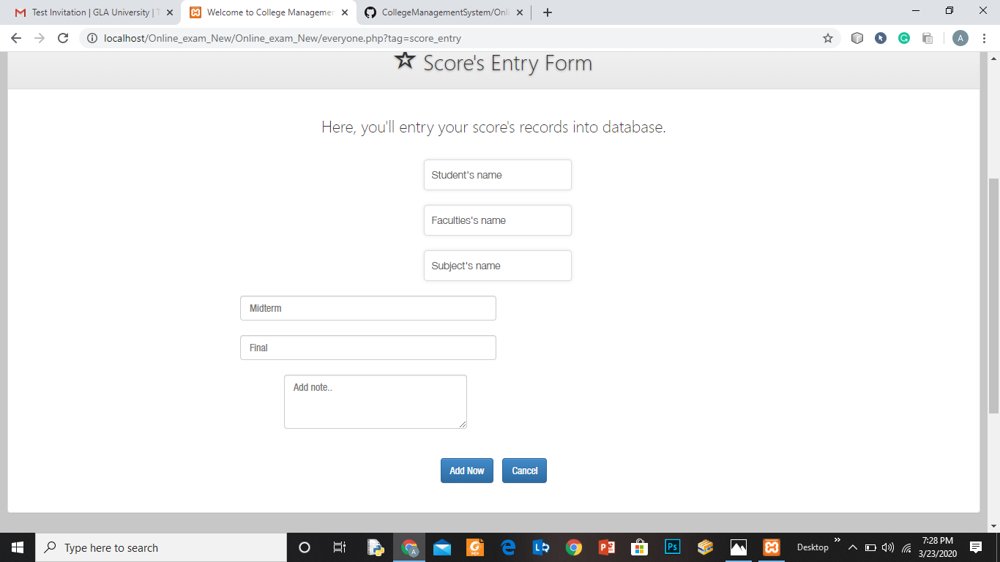 Test Invitation | GLA University | T
Welcome to College Managemen
CollegeManagementSystem/Onli
localhost/Online_exam_New/Online_exam_New/everyone.php?tag=score_entry
A
Score's Entry Form
Here, you'll entry your score's records into database.
Student's name
Faculties's name
Subject's name
Midterm
Final
Add note..
Add Now
Cancel
Type here to search
Desktop
7:28 PM
3/23/2020